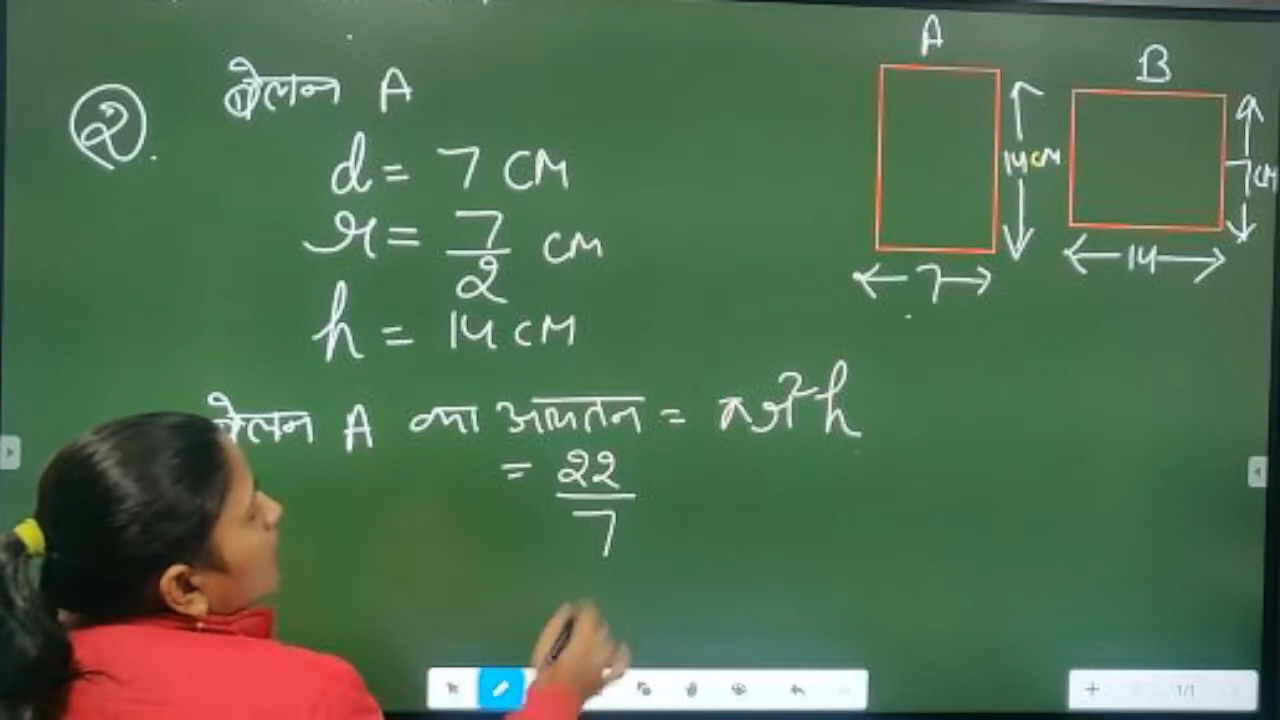 २.
बेलन A
d = 7 CM
r = 7/2 CM
h = 14 CM
बेलन A का आयतन = πr²h
= 22/7
A
14 CM
7
B
7 CM
14
1/1